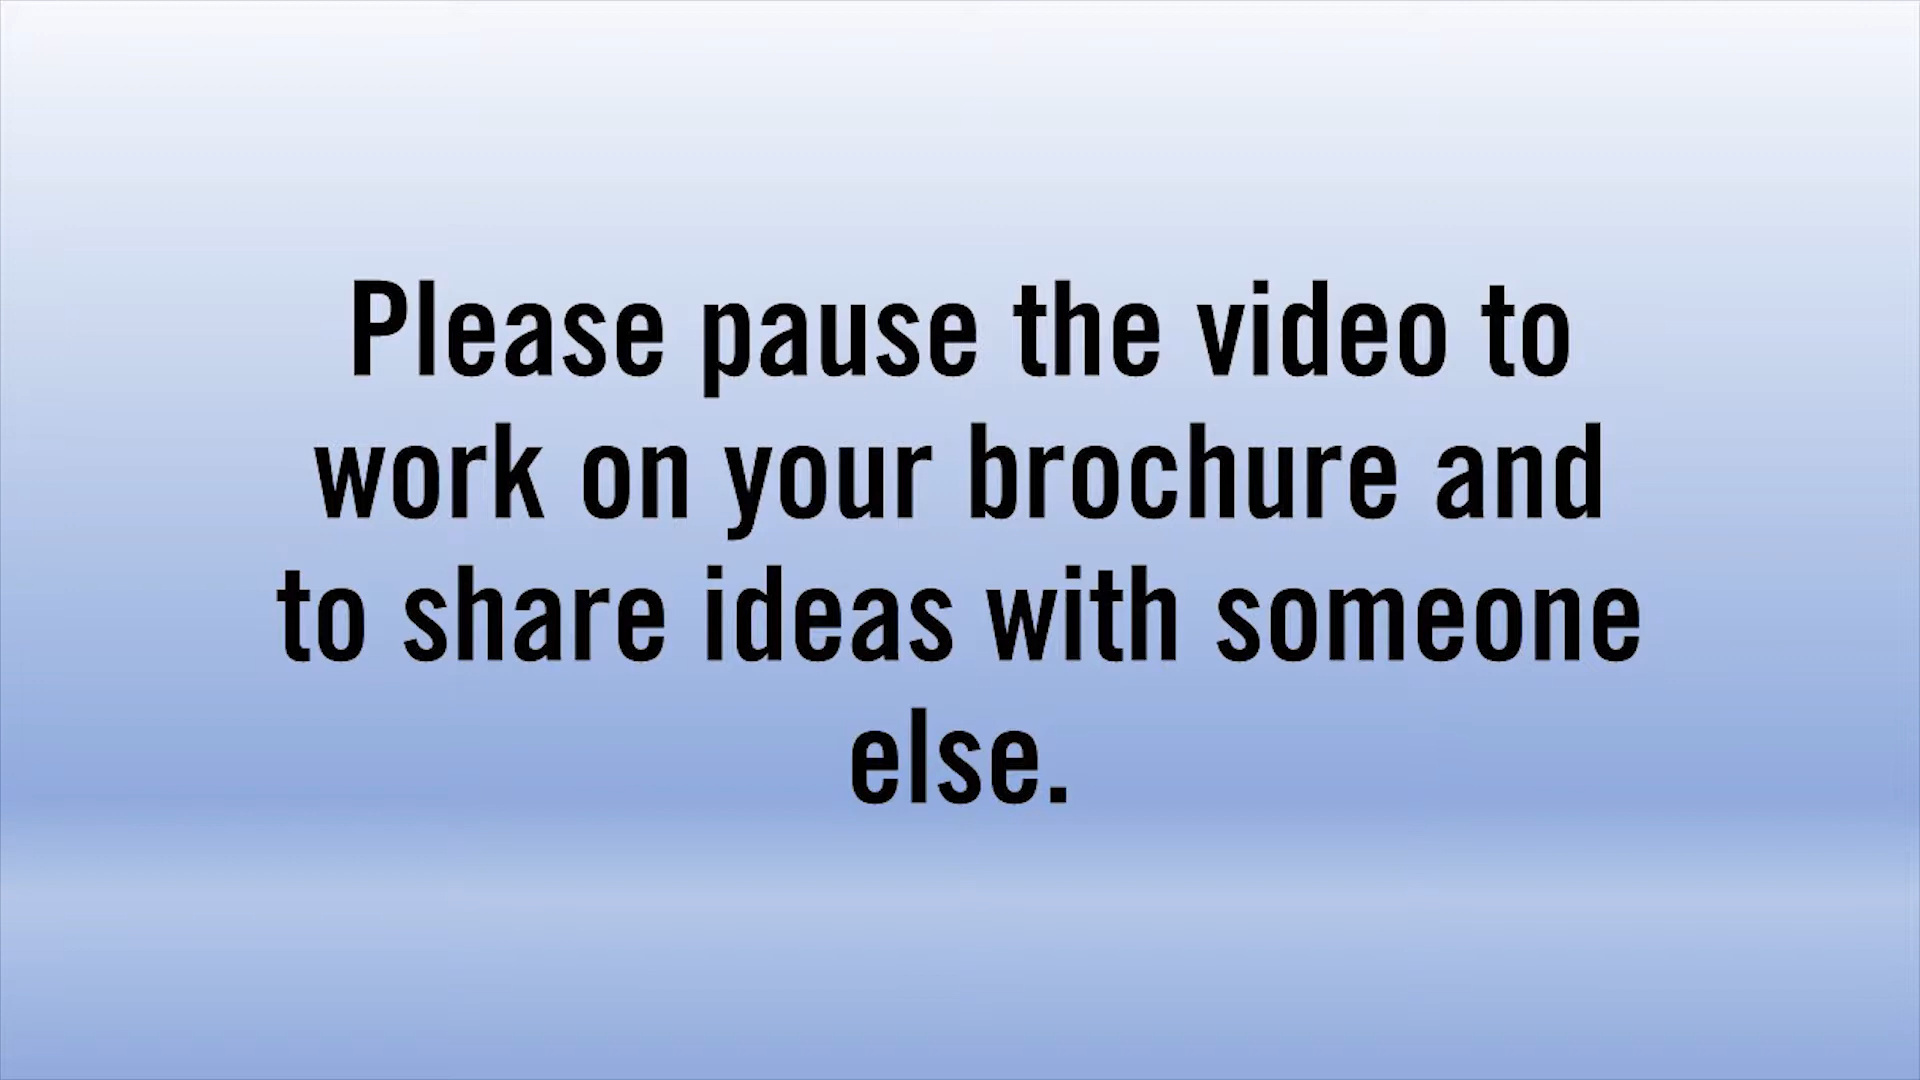 Please pause the video to
work on your brochure and
to share ideas with someone
else.